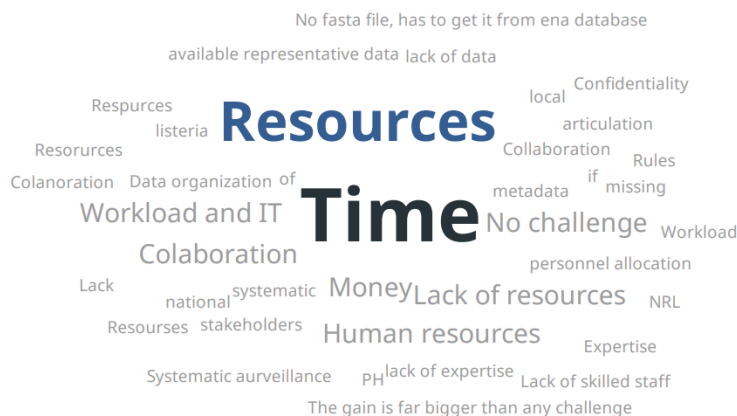 No fasta file, has to get it from ena database
available representative data
lack of data
Confidentiality
local
Respurces
Resources
listeria
articulation
Resorurces
Collaboration
Rules
Colanoration
Data organization
of
if
missing
metadata
Time
Workload and IT
No challenge
Workload
Colaboration
personnel allocation
Lack
systematic
Money
Lack of resources
national
NRL
Resourses
stakeholders
Human resources
Expertise
Systematic aurveillance
PH
lack of expertise
Lack of skilled staff
The gain is far bigger than any challenge